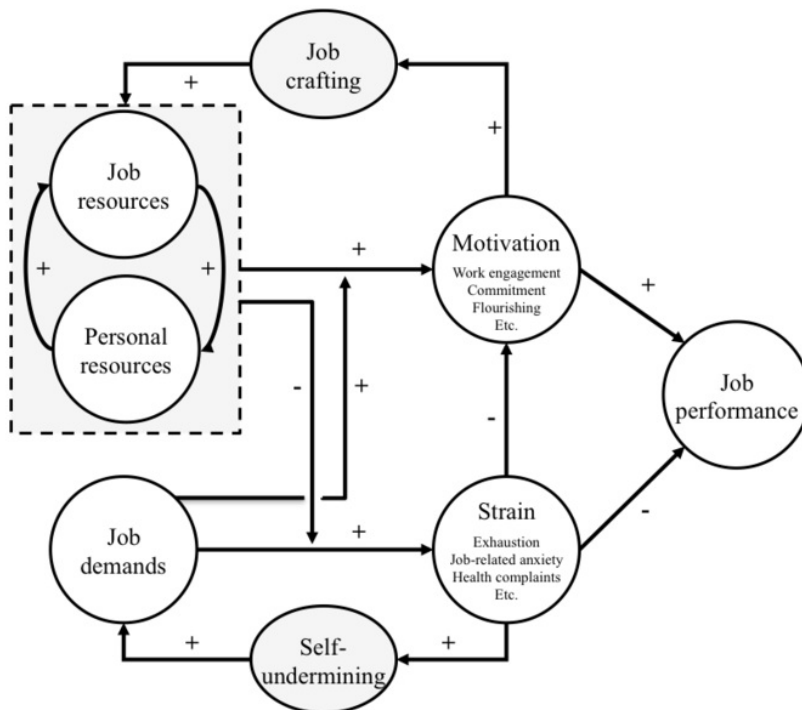 Job
crafting
+
+
Job
resources
+
+
Personal
resources
+
Motivation
Work engagement
Commitment
Flourishing
Etc.
+
-
+
-
Job
performance
Job
demands
+
Strain
Exhaustion
Job-related anxiety
Health complaints
Etc.
-
+
Self-
undermining
+